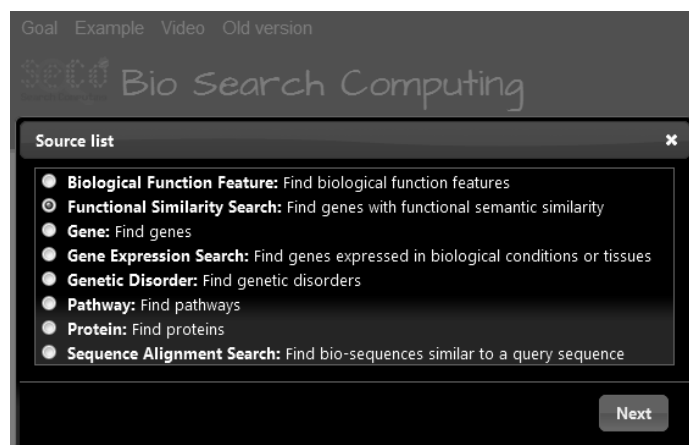 Goal Example Video Old version
seco Bio Search Computing
Source list
Biological Function Feature: Find biological function features
Functional Similarity Search: Find genes with functional semantic similarity
Gene: Find genes
Gene Expression Search: Find genes expressed in biological conditions or tissues
Genetic Disorder: Find genetic disorders
Pathway: Find pathways
Protein: Find proteins
Sequence Alignment Search: Find bio-sequences similar to a query sequence
Next